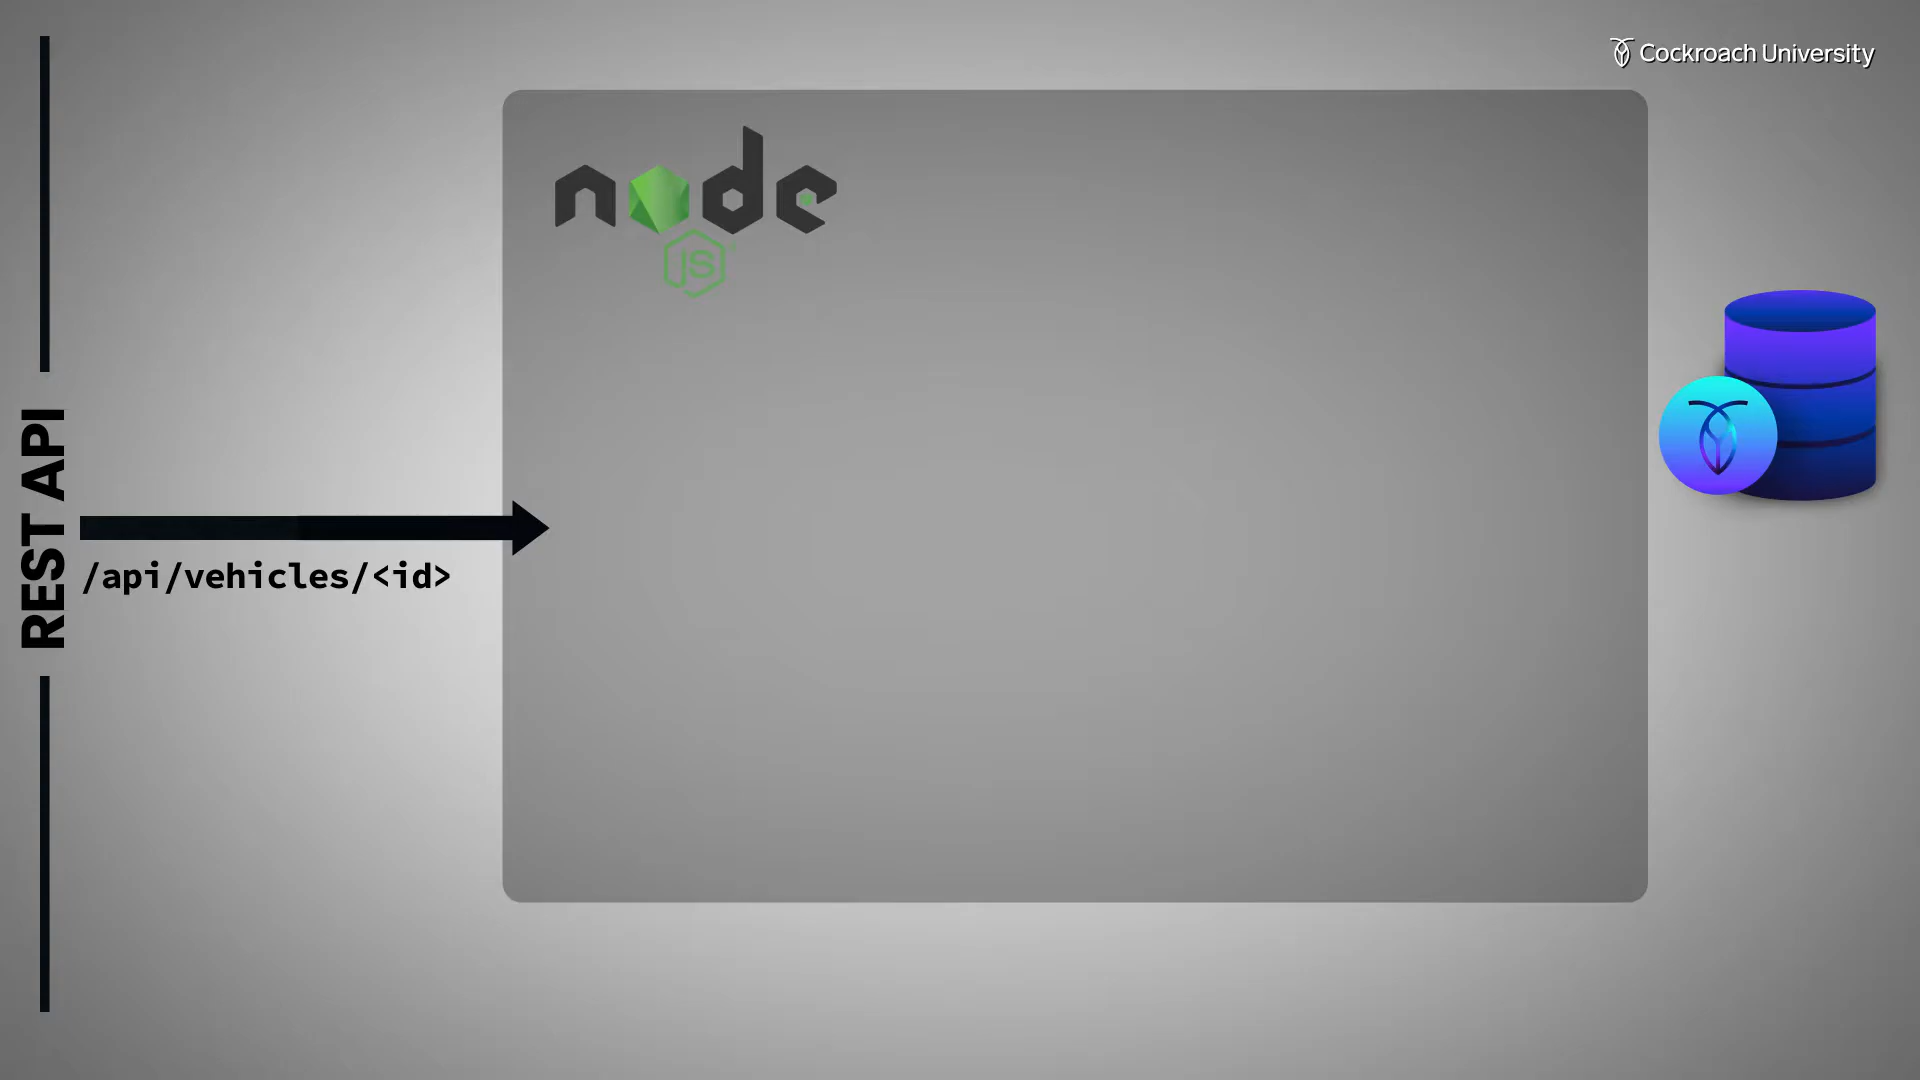 Cockroach University
node
JS
REST API
/api/vehicles/<id>